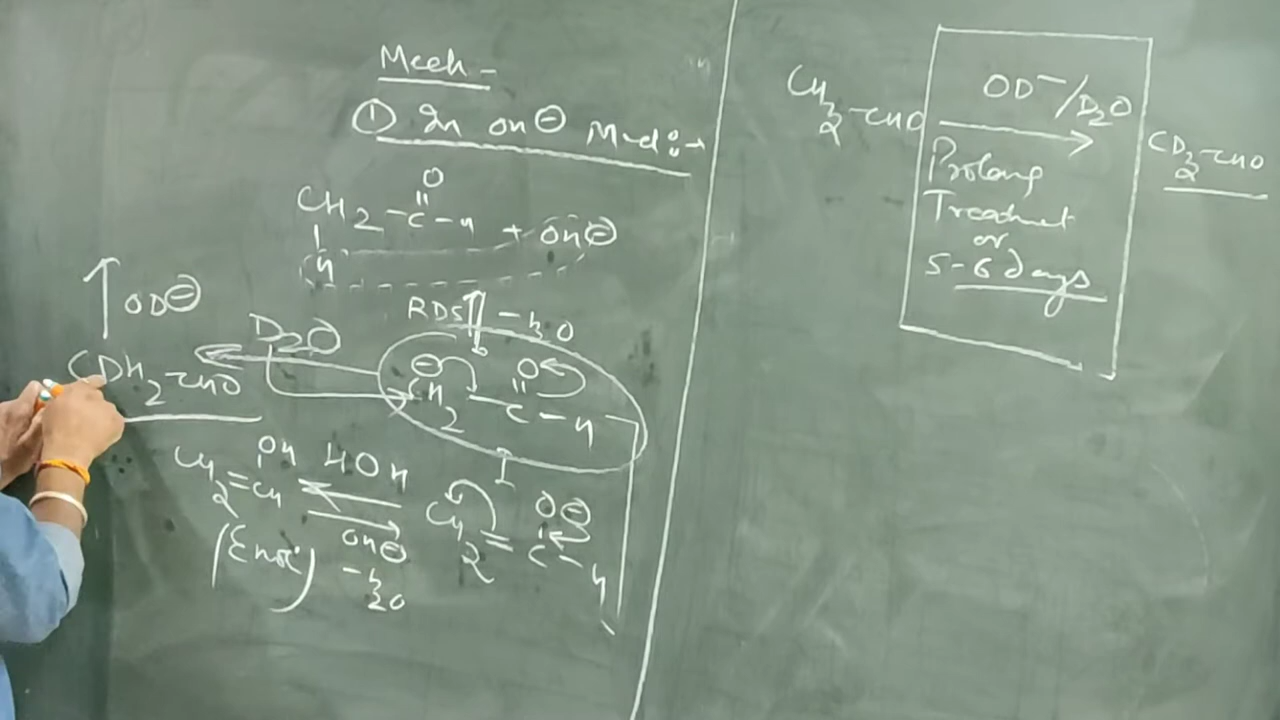 Mech -
① In OH⊖ Med:→
O
CH2-C-H + OH⊖
H
RDS -H2O
⊖ O
CH2-C-H
I
D2O
CDH2-CHO
↑ OD⊖
OH
CH2=CH
HOH
OH⊖
-H2O
O⊖
CH2=C-H
(Enol)
CH3-CHO
OD⁻/D2O
Prolong
Treatment
or
5-6 days
CD3-CHO